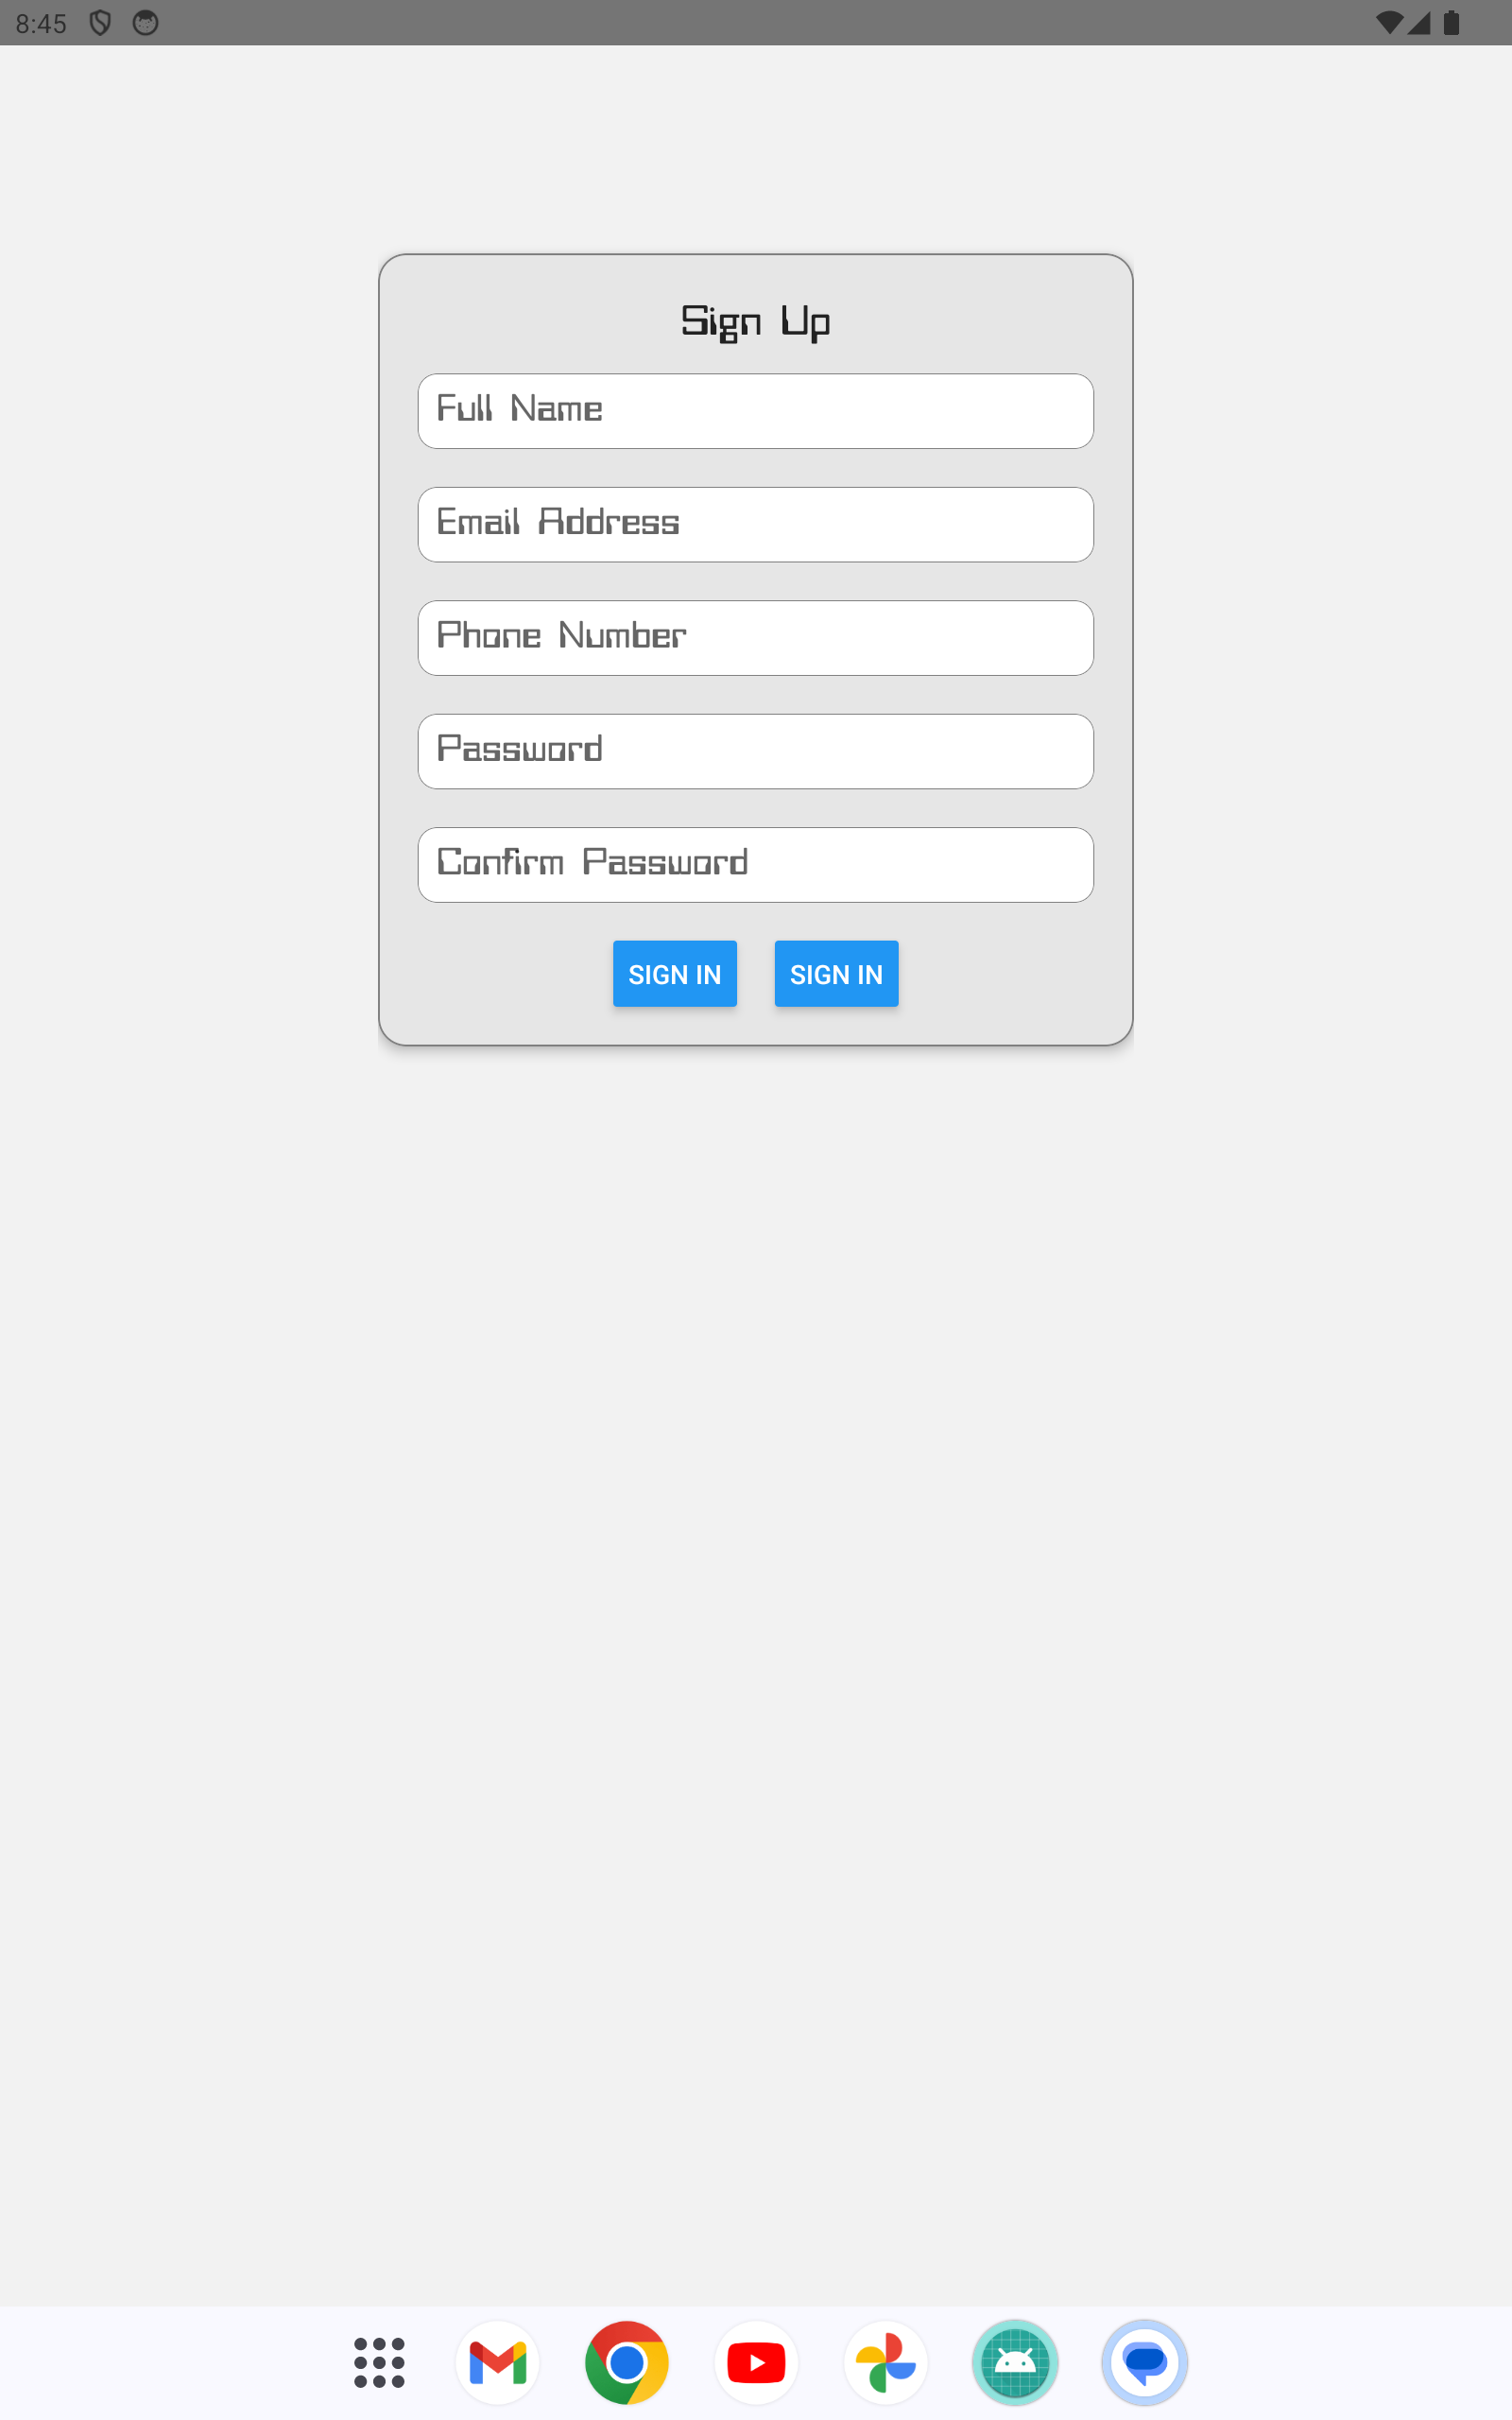 8:45
Sign Up
Full Name
Email Address
Phone Number
Password
Confirm Password
SIGN IN SIGN IN